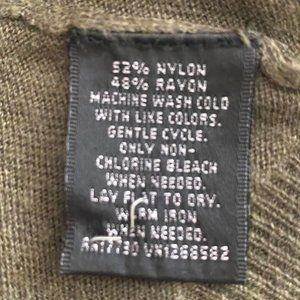 52% NYLON
48% RAYON
MACHINE WASH COLD
WITH LIKE COLORS.
GENTLE CYCLE.
ONLY NON-
CHLORINE BLEACH
WHEN NEEDED.
LAY FLAT TO DRY.
WARM IRON
WHEN NEEDED.
RN17730 VN1268582